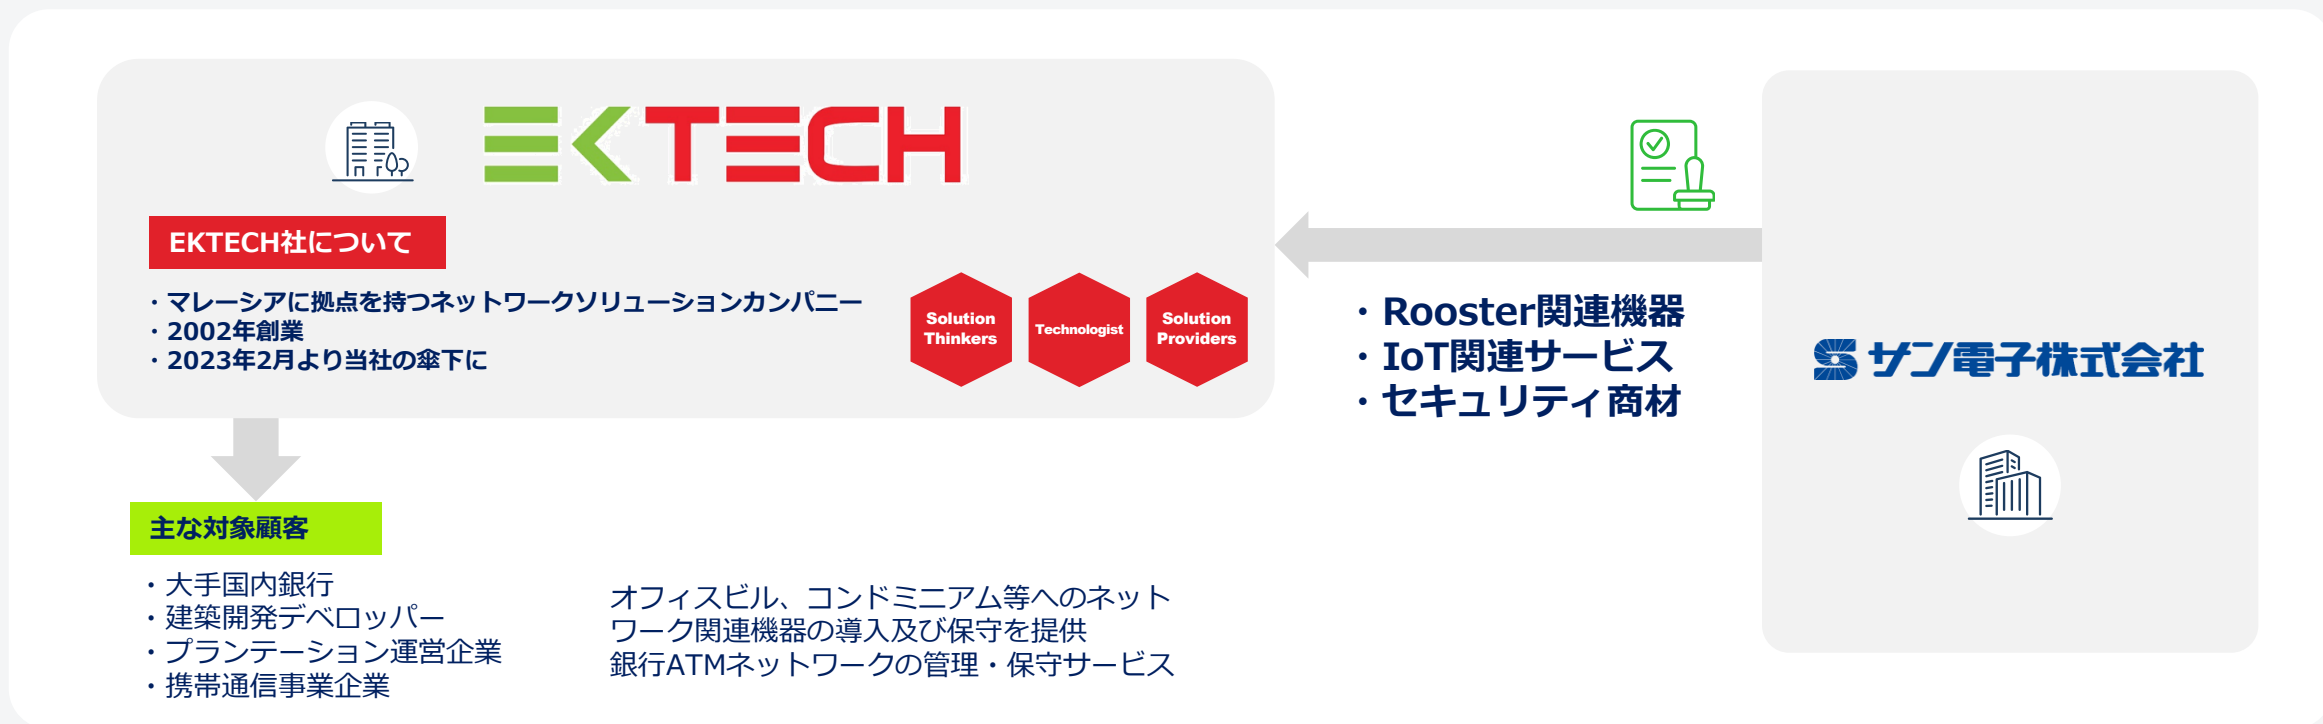 EKTECH
EKTECH社について
・マレーシアに拠点を持つネットワークソリューションカンパニー
・2002年創業
・2023年2月より当社の傘下に
Solution
Thinkers
Technologist
Solution
Providers
・Rooster関連機器
・IoT関連サービス
・セキュリティ商材
サン電子株式会社
主な対象顧客
・大手国内銀行
・建築開発デベロッパー
・プランテーション運営企業
・携帯通信事業企業
オフィスビル、コンドミニアム等へのネット
ワーク関連機器の導入及び保守を提供
銀行ATMネットワークの管理・保守サービス